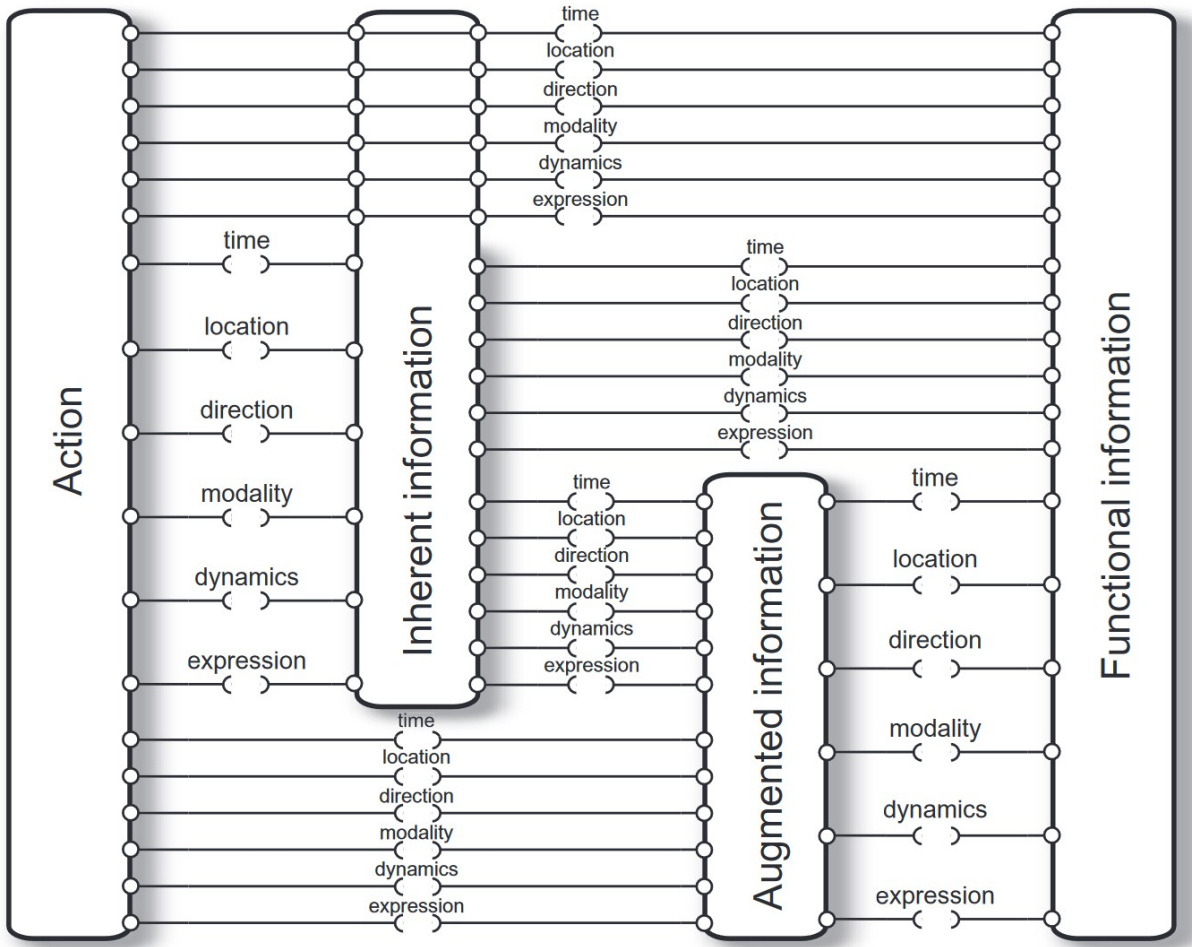 time
location
direction
modality
dynamics
expression
time
location
direction
modality
dynamics
expression
time
location
direction
modality
dynamics
expression
time
location
direction
modality
dynamics
expression
time
location
direction
modality
dynamics
expression
time
location
direction
modality
dynamics
expression
Action
Inherent information
Augmented information
Functional information